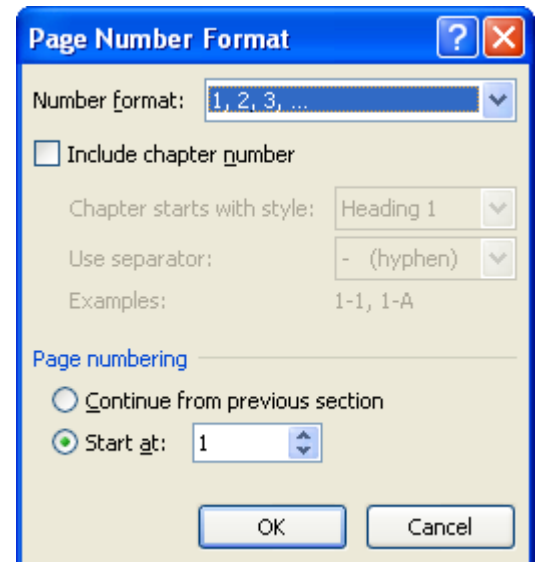 Page Number Format ?
Number format: 1, 2, 3, ...
Include chapter number
Chapter starts with style: Heading 1
Use separator: - (hyphen)
Examples: 1-1, 1-A
Page numbering
Continue from previous section
Start at: 1
OK Cancel